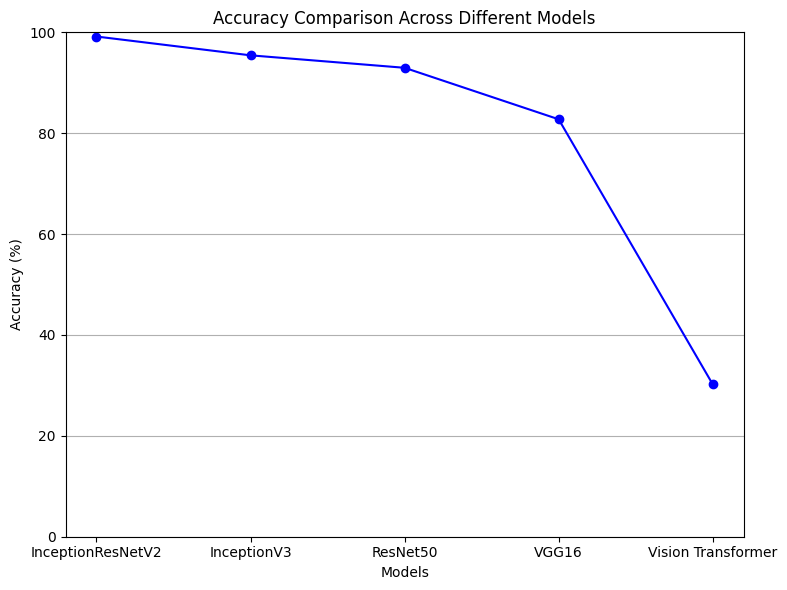 Accuracy Comparison Across Different Models
100
80
60
40
20
0
Accuracy (%)
InceptionResNetV2 InceptionV3 ResNet50 VGG16 Vision Transformer
Models